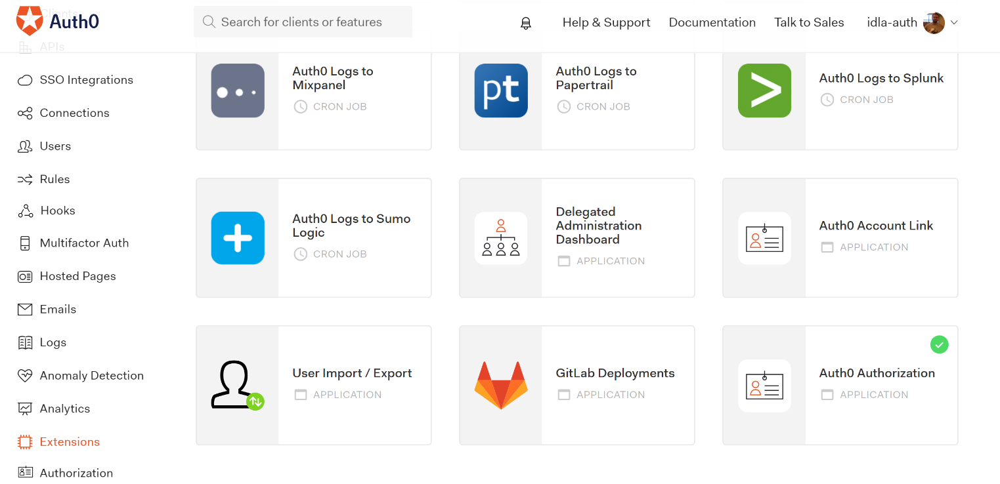 Auth0
Search for clients or features
Help & Support
Documentation
Talk to Sales
idla-auth
Clients
APIs
SSO Integrations
Connections
Users
Rules
Hooks
Multifactor Auth
Hosted Pages
Emails
Logs
Anomaly Detection
Analytics
Extensions
Authorization
Auth0 Logs to
Mixpanel
CRON JOB
pt
Auth0 Logs to
Papertrail
CRON JOB
Auth0 Logs to Splunk
CRON JOB
Auth0 Logs to Sumo
Logic
CRON JOB
Delegated
Administration
Dashboard
APPLICATION
Auth0 Account Link
APPLICATION
User Import / Export
APPLICATION
GitLab Deployments
APPLICATION
Auth0 Authorization
APPLICATION